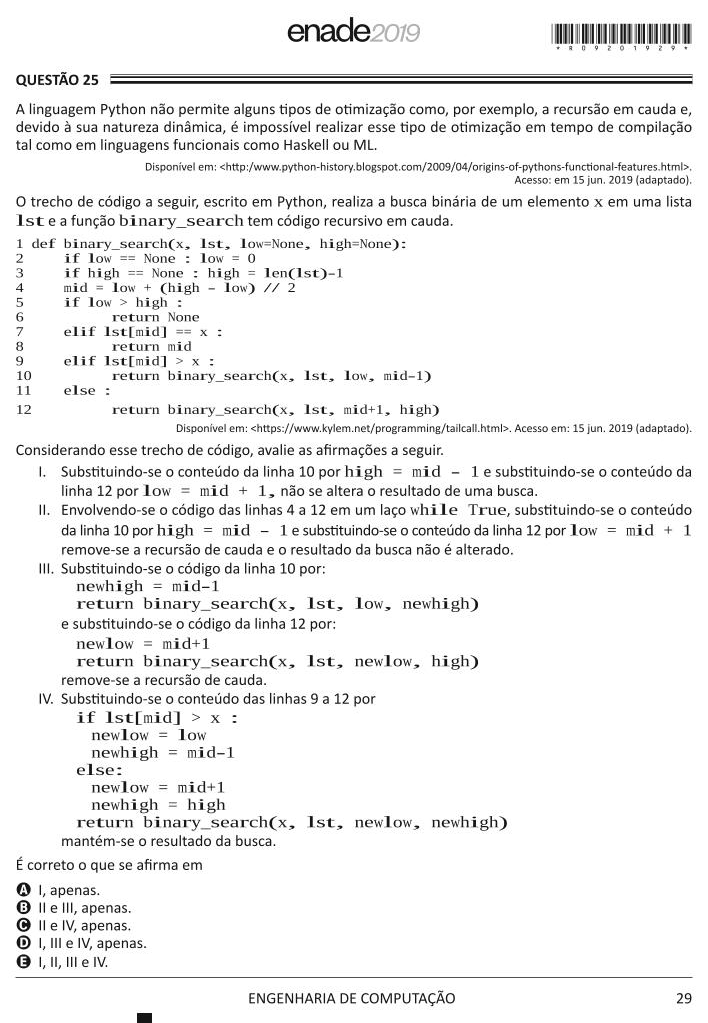 enade2019
* R 0 9 2 0 1 9 2 9 *
QUESTÃO 25
A linguagem Python não permite alguns tipos de otimização como, por exemplo, a recursão em cauda e,
devido à sua natureza dinâmica, é impossível realizar esse tipo de otimização em tempo de compilação
tal como em linguagens funcionais como Haskell ou ML.
Disponível em: <http:/www.python-history.blogspot.com/2009/04/origins-of-pythons-functional-features.html>.
Acesso: em 15 jun. 2019 (adaptado).
O trecho de código a seguir, escrito em Python, realiza a busca binária de um elemento x em uma lista
lst e a função binary_search tem código recursivo em cauda.
1 def binary_search(x, lst, low=None, high=None):
2 if low == None : low = 0
3 if high == None : high = len(lst)-1
4 mid = low + (high - low) // 2
5 if low > high :
6 return None
7 elif lst[mid] == x :
8 return mid
9 elif lst[mid] > x :
10 return binary_search(x, lst, low, mid-1)
11 else :
12 return binary_search(x, lst, mid+1, high)
Disponível em: <https://www.kylem.net/programming/tailcall.html>. Acesso em: 15 jun. 2019 (adaptado).
Considerando esse trecho de código, avalie as afirmações a seguir.
I. Substituindo-se o conteúdo da linha 10 por high = mid - 1 e substituindo-se o conteúdo da
linha 12 por low = mid + 1, não se altera o resultado de uma busca.
II. Envolvendo-se o código das linhas 4 a 12 em um laço while True, substituindo-se o conteúdo
da linha 10 por high = mid - 1 e substituindo-se o conteúdo da linha 12 por low = mid + 1
remove-se a recursão de cauda e o resultado da busca não é alterado.
III. Substituindo-se o código da linha 10 por:
newhigh = mid-1
return binary_search(x, lst, low, newhigh)
e substituindo-se o código da linha 12 por:
newlow = mid+1
return binary_search(x, lst, newlow, high)
remove-se a recursão de cauda.
IV. Substituindo-se o conteúdo das linhas 9 a 12 por
if lst[mid] > x :
newlow = low
newhigh = mid-1
else:
newlow = mid+1
newhigh = high
return binary_search(x, lst, newlow, newhigh)
mantém-se o resultado da busca.
É correto o que se afirma em
A I, apenas.
B II e III, apenas.
C II e IV, apenas.
D I, III e IV, apenas.
E I, II, III e IV.
ENGENHARIA DE COMPUTAÇÃO
29